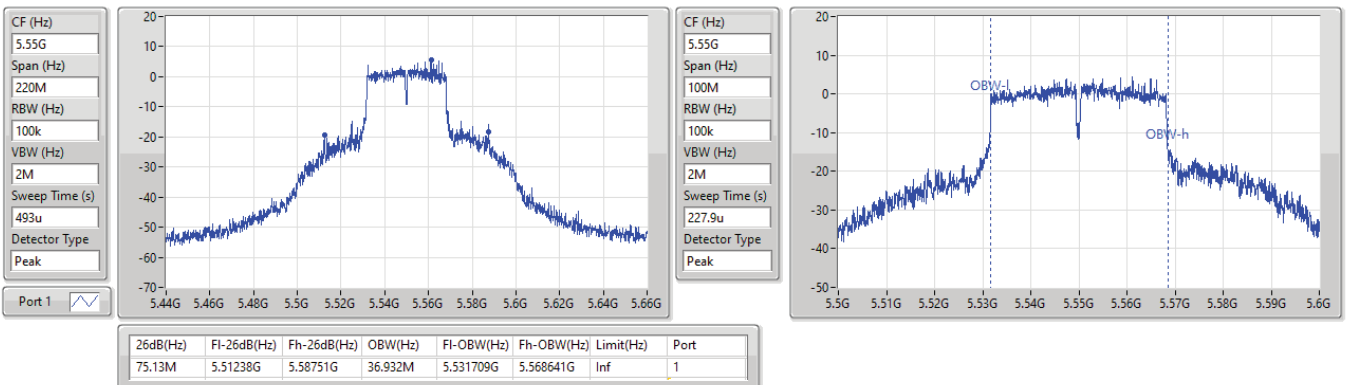 CF (Hz)
5.55G
Span (Hz)
220M
RBW (Hz)
100k
VBW (Hz)
2M
Sweep Time (s)
493u
Detector Type
Peak
Port 1
20
10
0
-10
-20
-30
-40
-50
-60
-70
5.44G 5.46G 5.48G 5.5G 5.52G 5.54G 5.56G 5.58G 5.6G 5.62G 5.64G 5.66G
CF (Hz)
5.55G
Span (Hz)
100M
RBW (Hz)
100k
VBW (Hz)
2M
Sweep Time (s)
227.9u
Detector Type
Peak
20
10
0
-10
-20
-30
-40
-50
OBW-l
OBW-h
5.5G 5.51G 5.52G 5.53G 5.54G 5.55G 5.56G 5.57G 5.58G 5.59G 5.6G
26dB(Hz) Fl-26dB(Hz) Fh-26dB(Hz) OBW(Hz) Fl-OBW(Hz) Fh-OBW(Hz) Limit(Hz) Port
75.13M 5.51238G 5.58751G 36.932M 5.531709G 5.568641G Inf 1